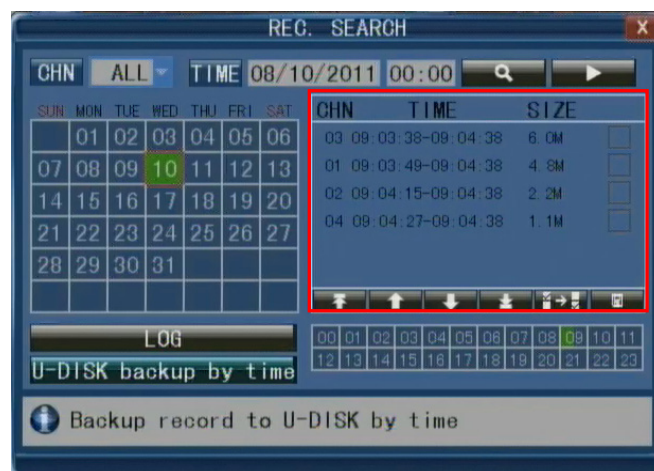 REC. SEARCH
X
CHN ALL TIME 08/10/2011 00:00
SUN MON TUE WED THU FRI SAT
01 02 03 04 05 06
07 08 09 10 11 12 13
14 15 16 17 18 19 20
21 22 23 24 25 26 27
28 29 30 31
CHN TIME SIZE
03 09:03:38-09:04:38 6.0M
01 09:03:49-09:04:38 4.8M
02 09:04:15-09:04:38 2.2M
04 09:04:27-09:04:38 1.1M
LOG
U-DISK backup by time
00 01 02 03 04 05 06 07 08 09 10 11
12 13 14 15 16 17 18 19 20 21 22 23
Backup record to U-DISK by time